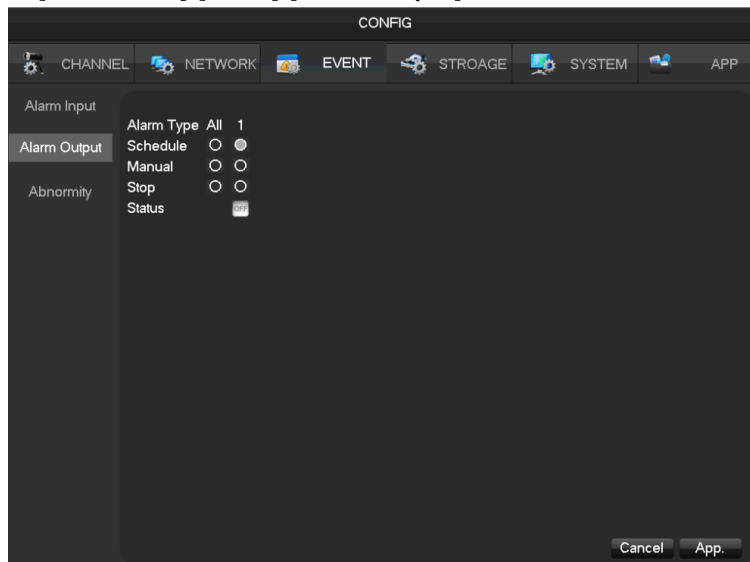 CONFIG
CHANNEL NETWORK EVENT STROAGE SYSTEM APP
Alarm Input
Alarm Output
Abnormity
Alarm Type All 1
Schedule
Manual
Stop
Status OFF
Cancel App.